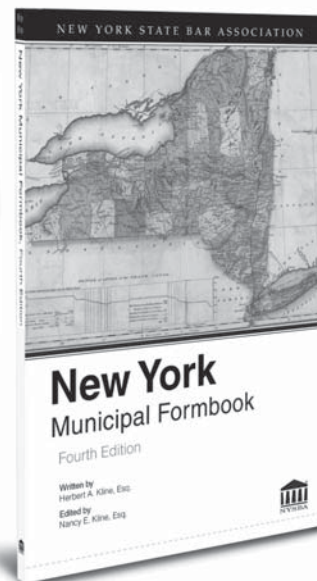 NEW YORK STATE BAR ASSOCIATION
New York Municipal Formbook, Fourth Edition
New York
Municipal Formbook
Fourth Edition
Written by
Herbert A. Kline, Esq.
Edited by
Nancy E. Kline, Esq.
NYSBA